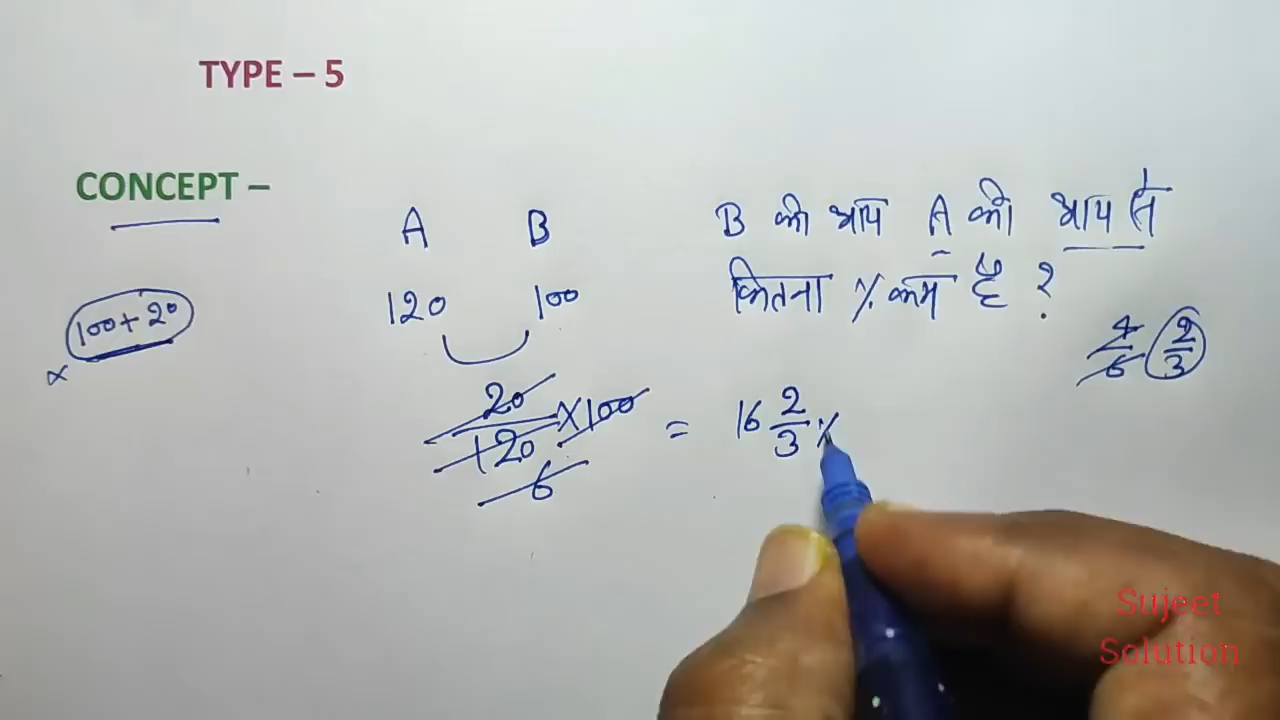 TYPE – 5
CONCEPT –
A B
120 100
100+20
B की आय A की आय से
कितना % कम है ?
4/6 2/3
20/120 × 100 = 16 2/3 %
6
Sujeet
Solution